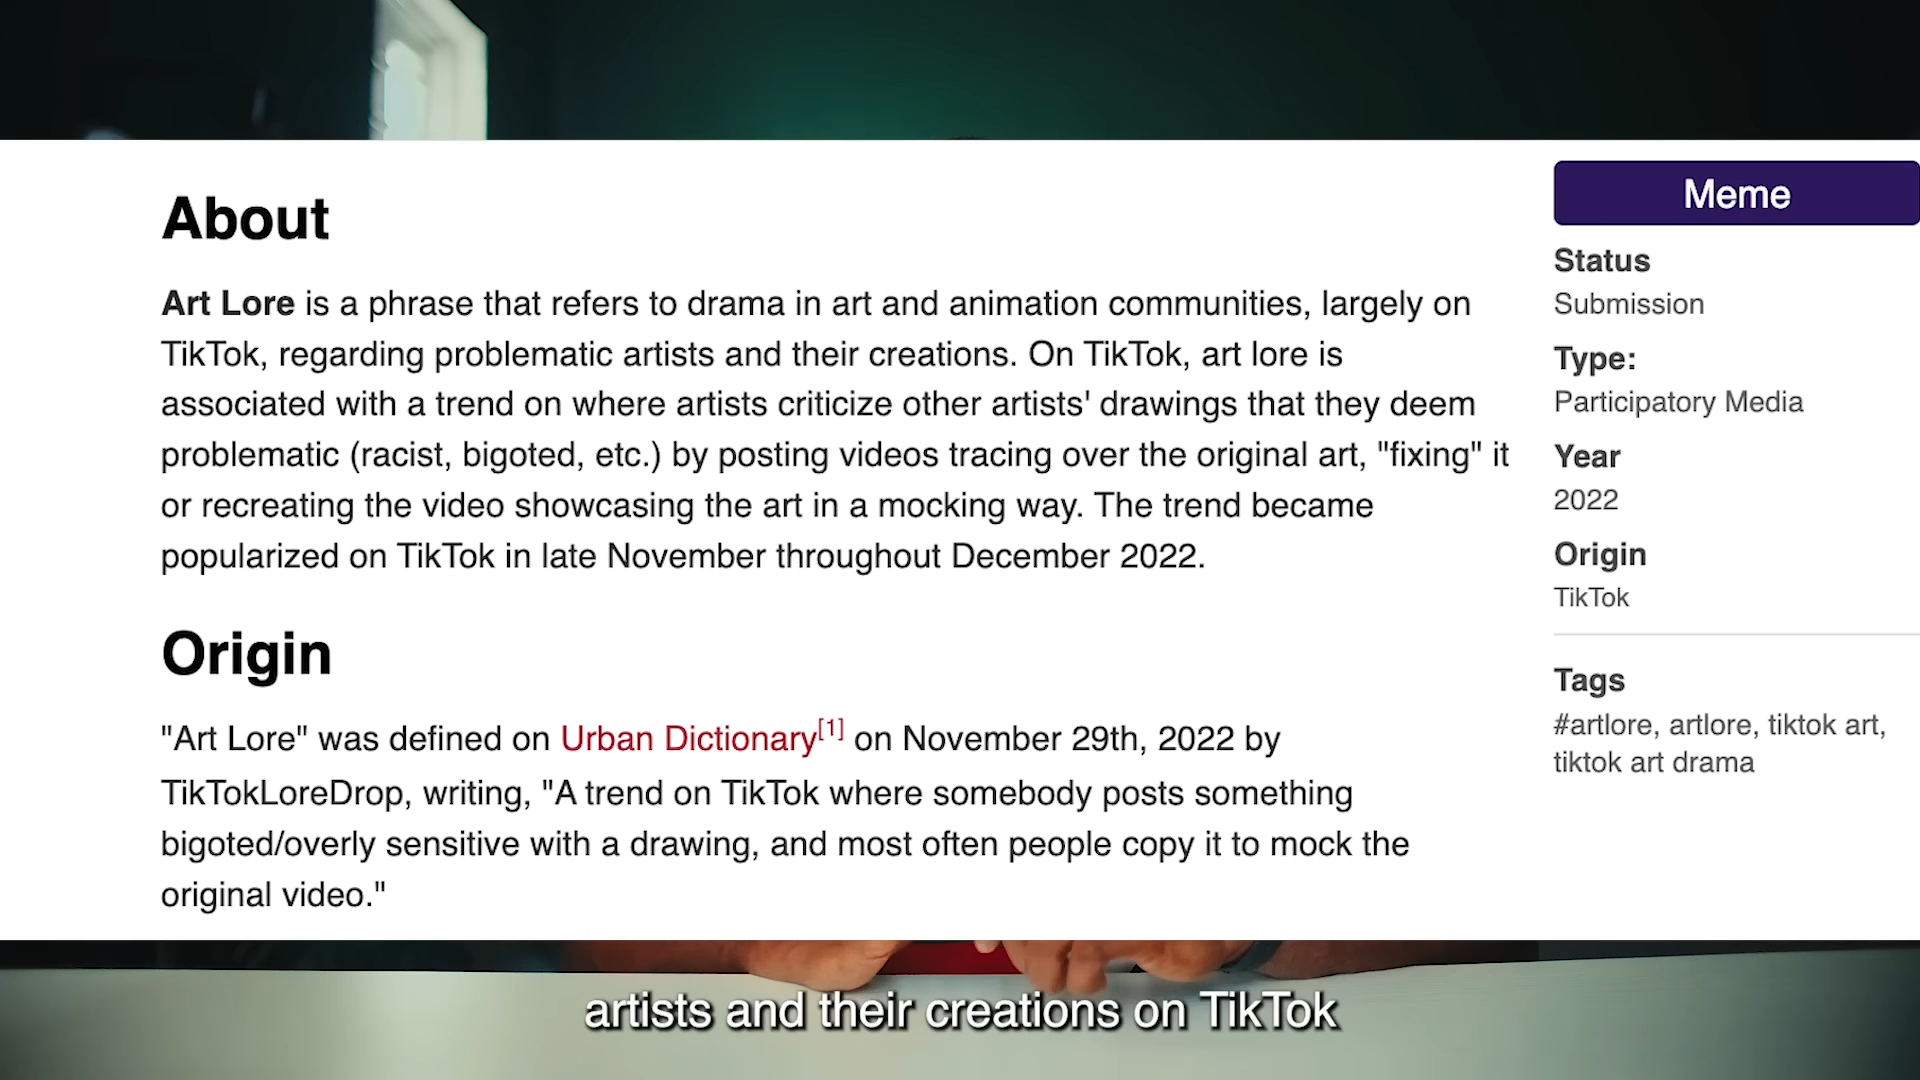 About
Art Lore is a phrase that refers to drama in art and animation communities, largely on
TikTok, regarding problematic artists and their creations. On TikTok, art lore is
associated with a trend on where artists criticize other artists' drawings that they deem
problematic (racist, bigoted, etc.) by posting videos tracing over the original art, "fixing" it
or recreating the video showcasing the art in a mocking way. The trend became
popularized on TikTok in late November throughout December 2022.
Origin
"Art Lore" was defined on Urban Dictionary[1] on November 29th, 2022 by
TikTokLoreDrop, writing, "A trend on TikTok where somebody posts something
bigoted/overly sensitive with a drawing, and most often people copy it to mock the
original video."
Meme
Status
Submission
Type:
Participatory Media
Year
2022
Origin
TikTok
Tags
#artlore, artlore, tiktok art,
tiktok art drama
artists and their creations on TikTok